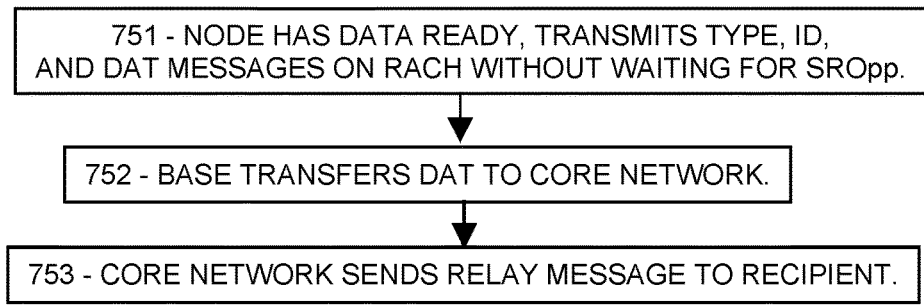 751 - NODE HAS DATA READY, TRANSMITS TYPE, ID,
AND DAT MESSAGES ON RACH WITHOUT WAITING FOR SROpp.
752 - BASE TRANSFERS DAT TO CORE NETWORK.
753 - CORE NETWORK SENDS RELAY MESSAGE TO RECIPIENT.